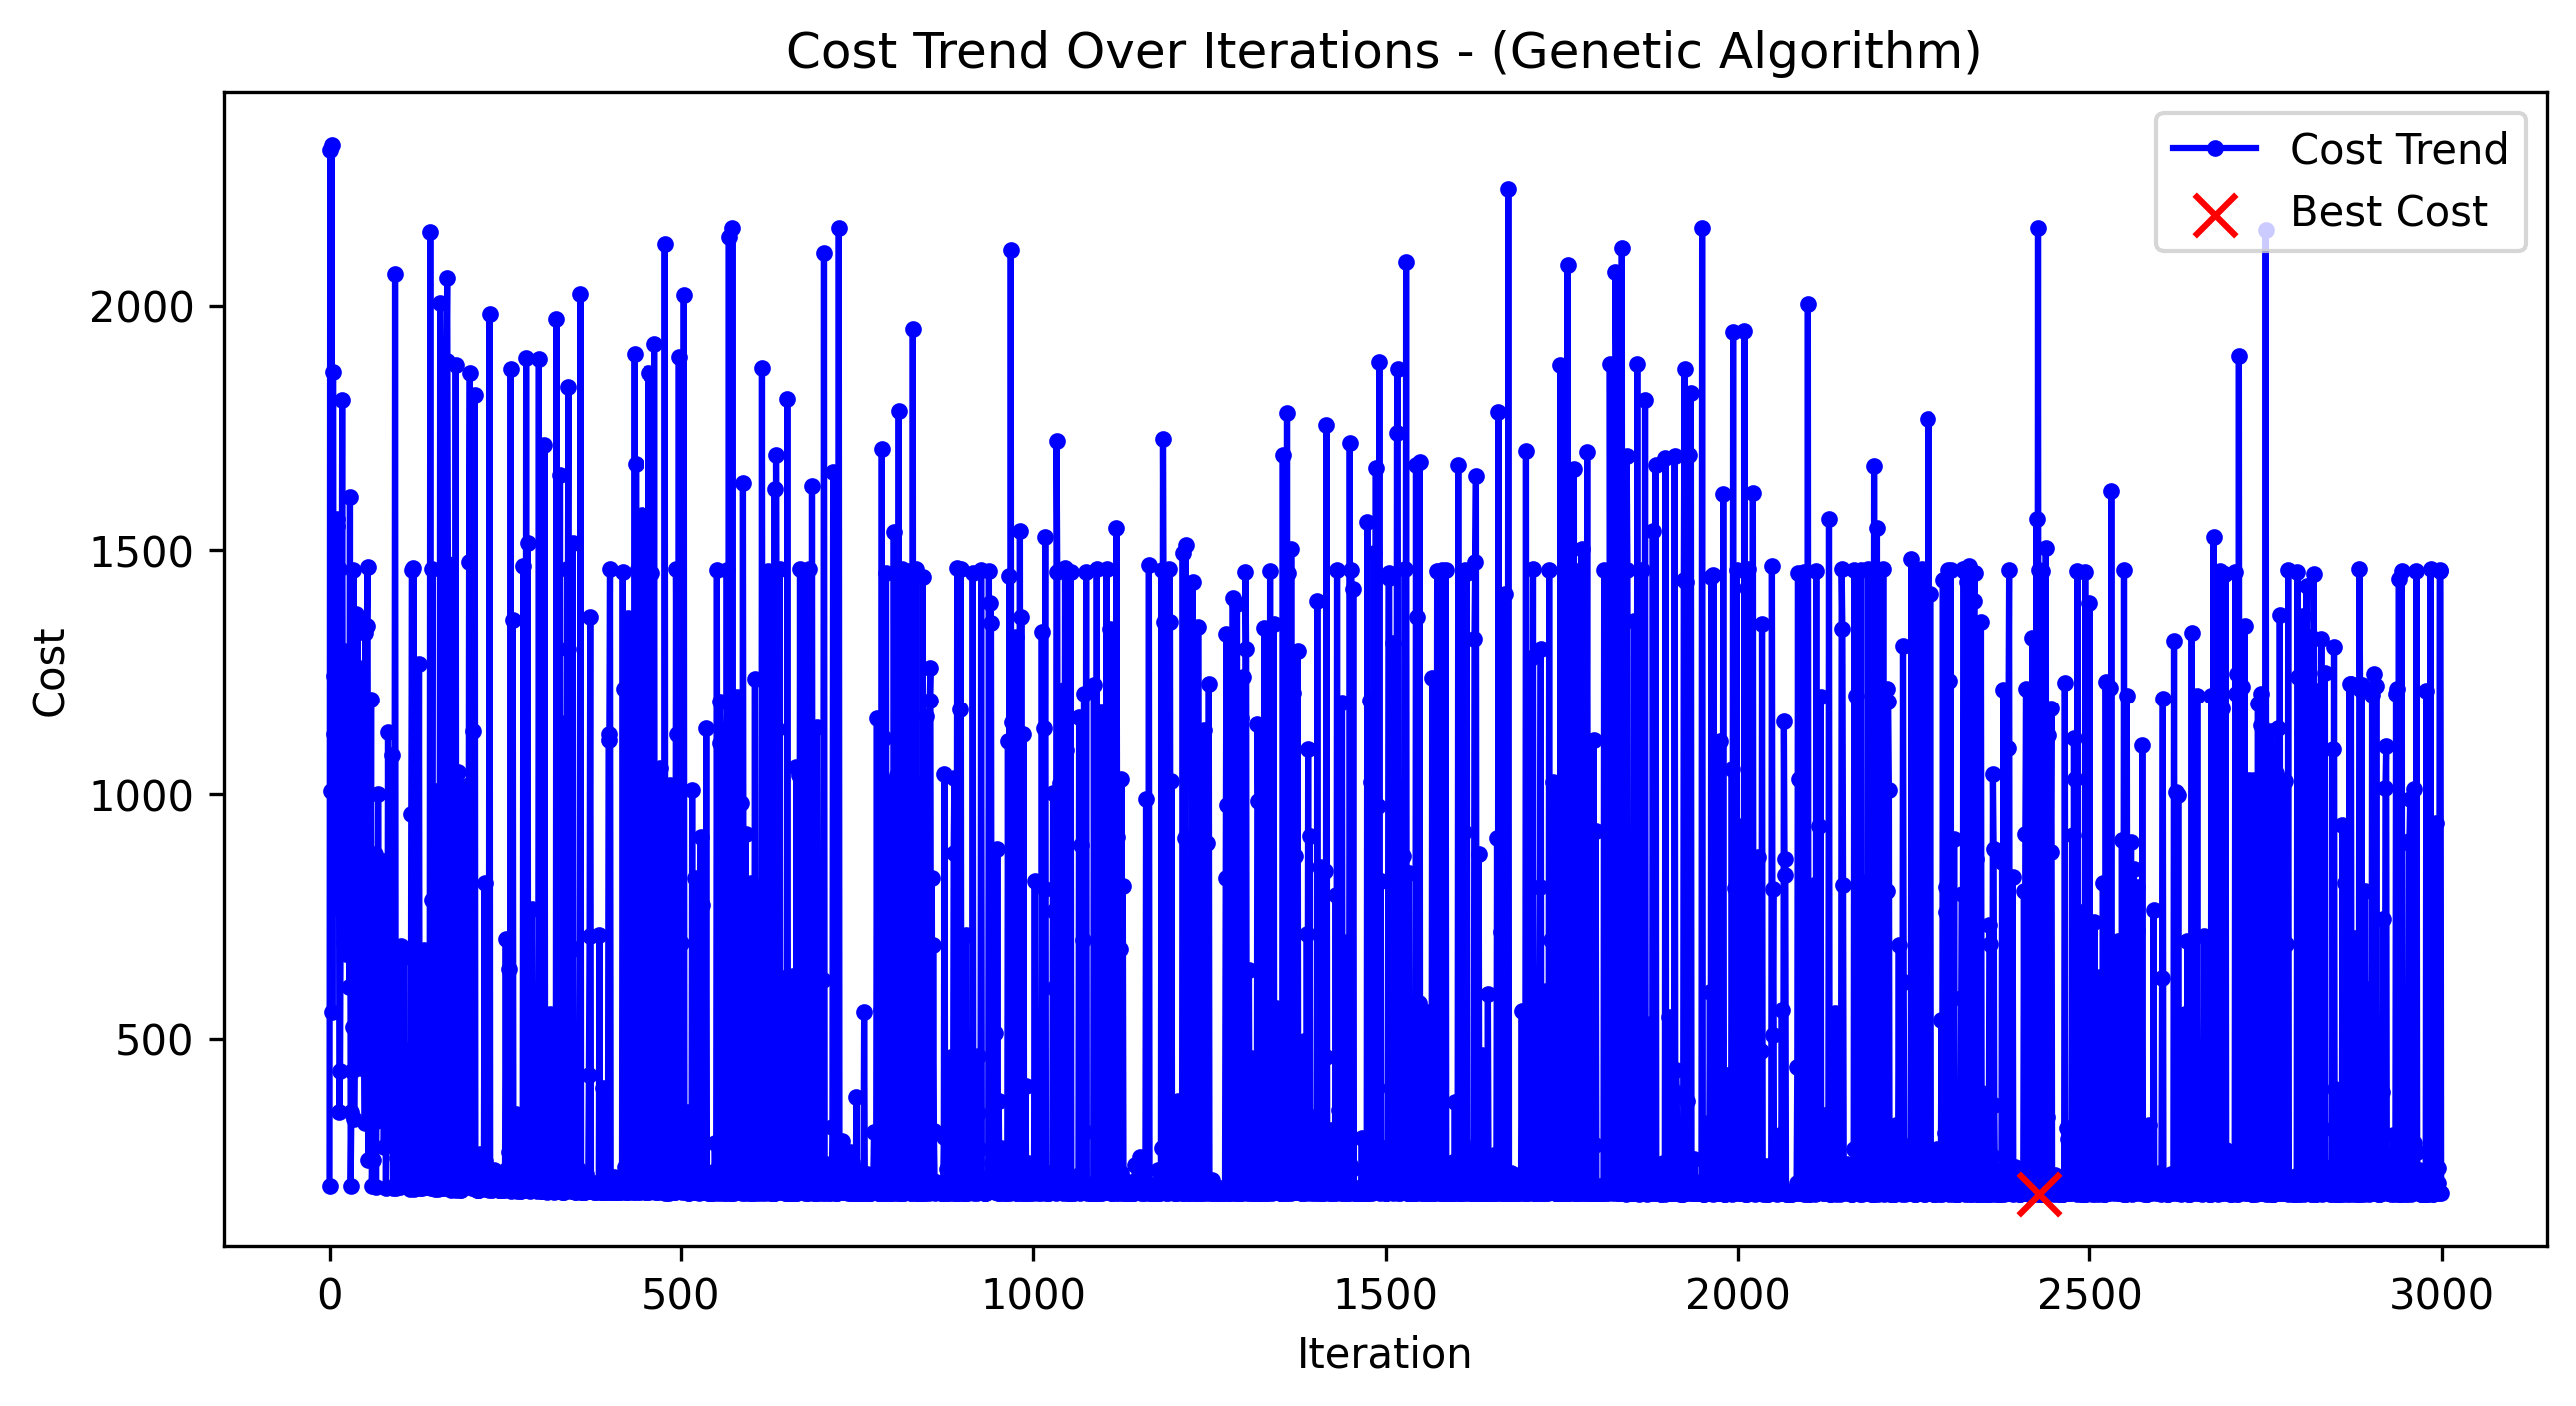 Cost Trend Over Iterations - (Genetic Algorithm)
Cost Trend
Best Cost
Cost
2000
1500
1000
500
0 500 1000 1500 2000 2500 3000
Iteration